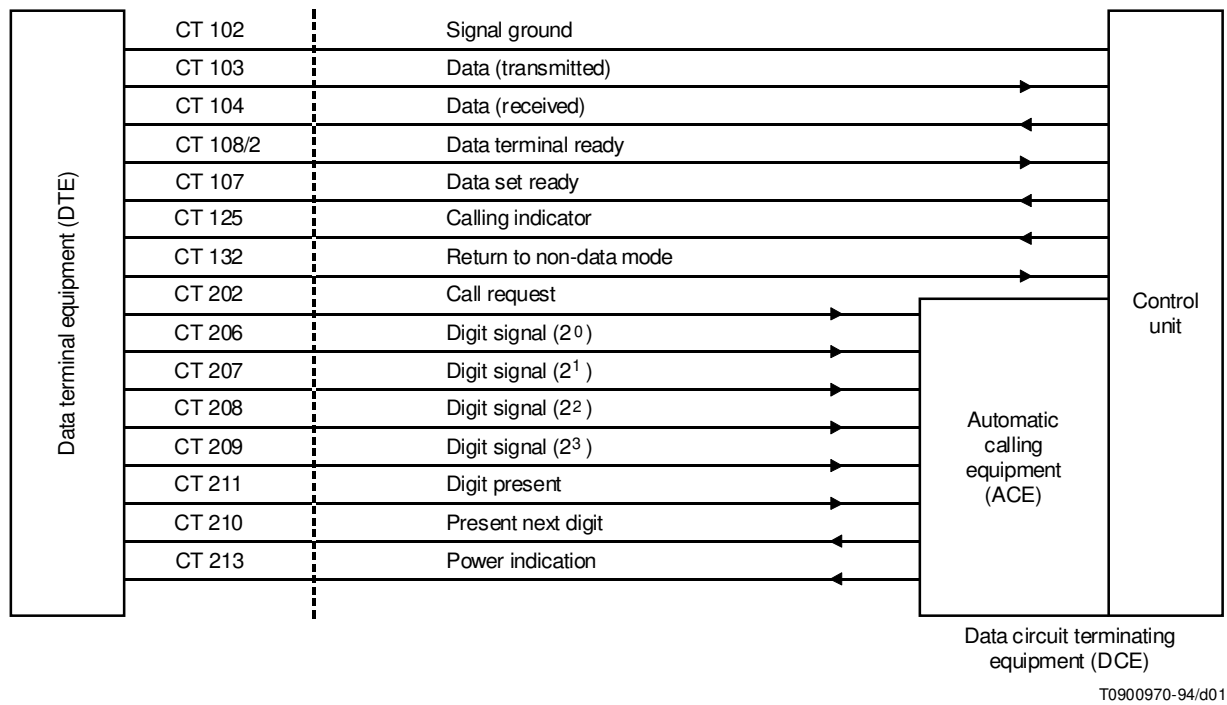 CT 102 Signal ground
CT 103 Data (transmitted)
CT 104 Data (received)
CT 108/2 Data terminal ready
CT 107 Data set ready
CT 125 Calling indicator
CT 132 Return to non-data mode
CT 202 Call request
CT 206 Digit signal (2⁰)
CT 207 Digit signal (2¹)
CT 208 Digit signal (2²)
CT 209 Digit signal (2³)
CT 211 Digit present
CT 210 Present next digit
CT 213 Power indication
Data terminal equipment (DTE)
Automatic
calling
equipment
(ACE)
Control
unit
Data circuit terminating
equipment (DCE)
T0900970-94/d01